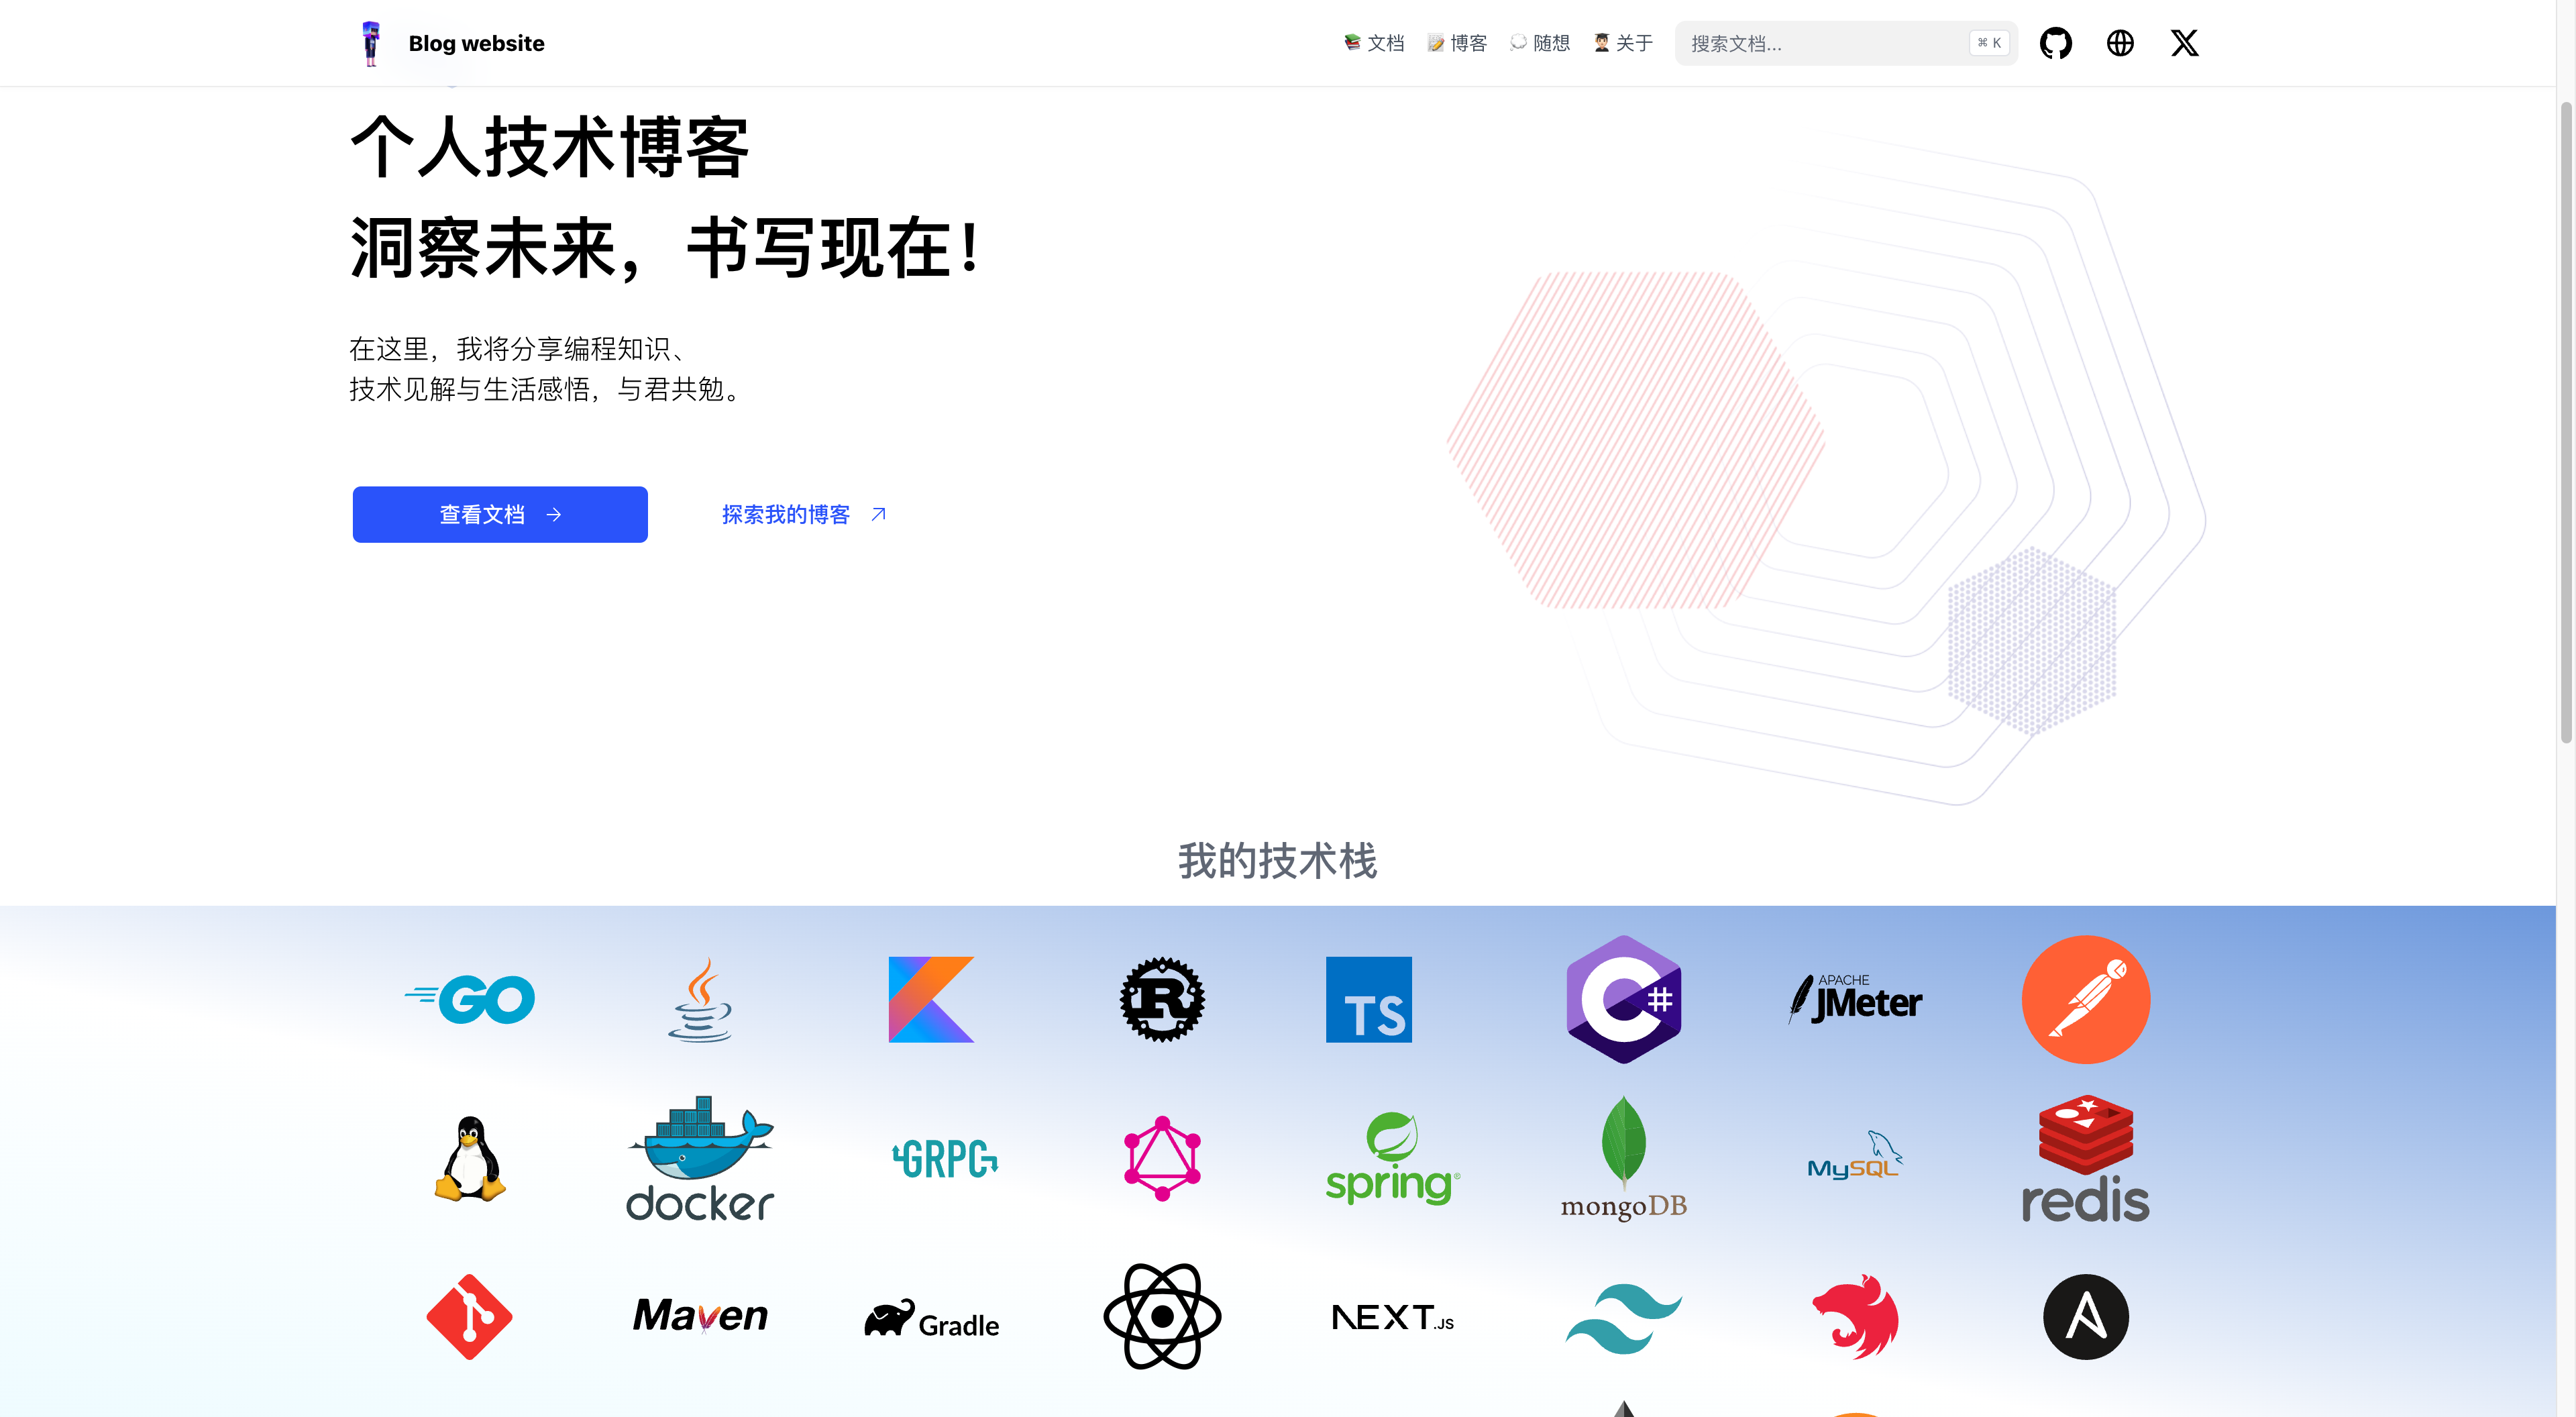 Blog website
📚 文档 📝 博客 💭 随想 👨🏻‍🎓 关于 搜索文档... ⌘ K
个人技术博客
洞察未来，书写现在！
在这里，我将分享编程知识、
技术见解与生活感悟，与君共勉。
查看文档 → 探索我的博客 ↗
我的技术栈
GO
R
TS
C#
APACHE
JMeter
docker
GRPC
spring®
mongoDB
MySQL
redis
Maven
Gradle
NEXT.JS
A